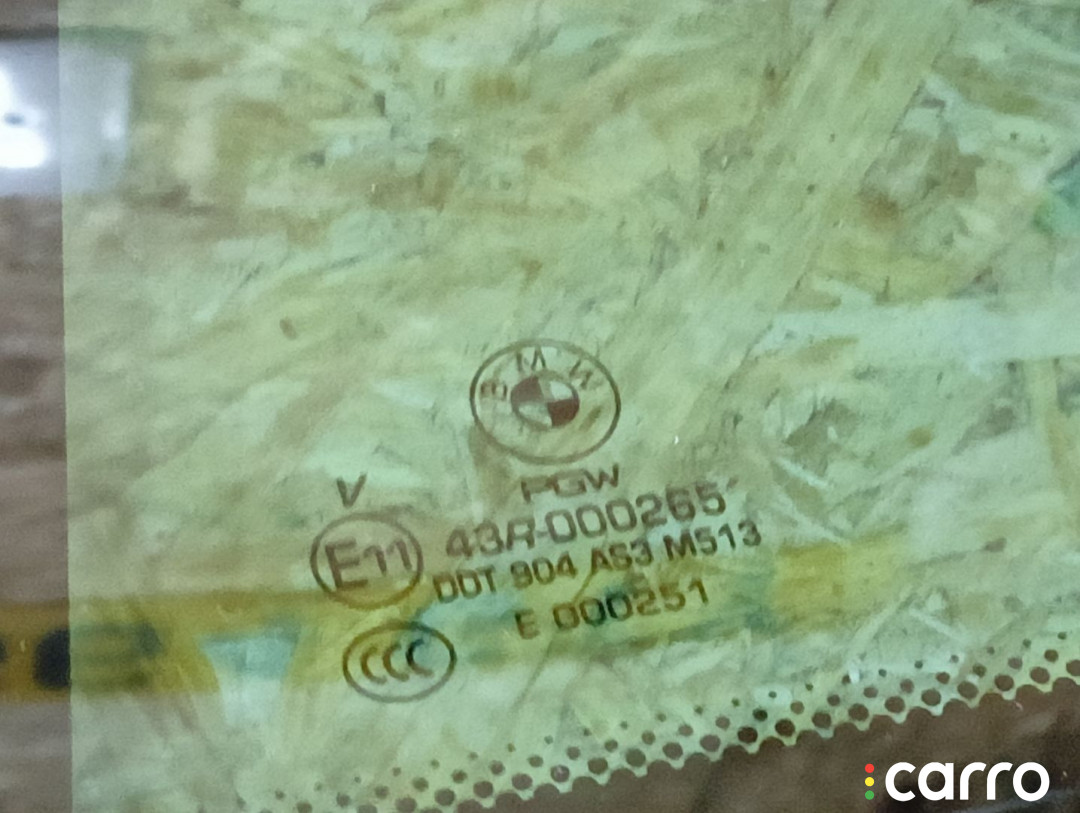 BMW
PGW
V
E11 43R-000265
DOT 904 AS3 M513
E 000251
CCC
carro